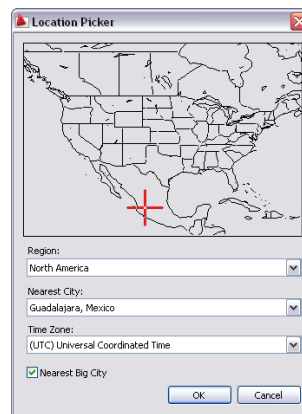 Location Picker
Region:
North America
Nearest City:
Guadalajara, Mexico
Time Zone:
(UTC) Universal Coordinated Time
Nearest Big City
OK
Cancel